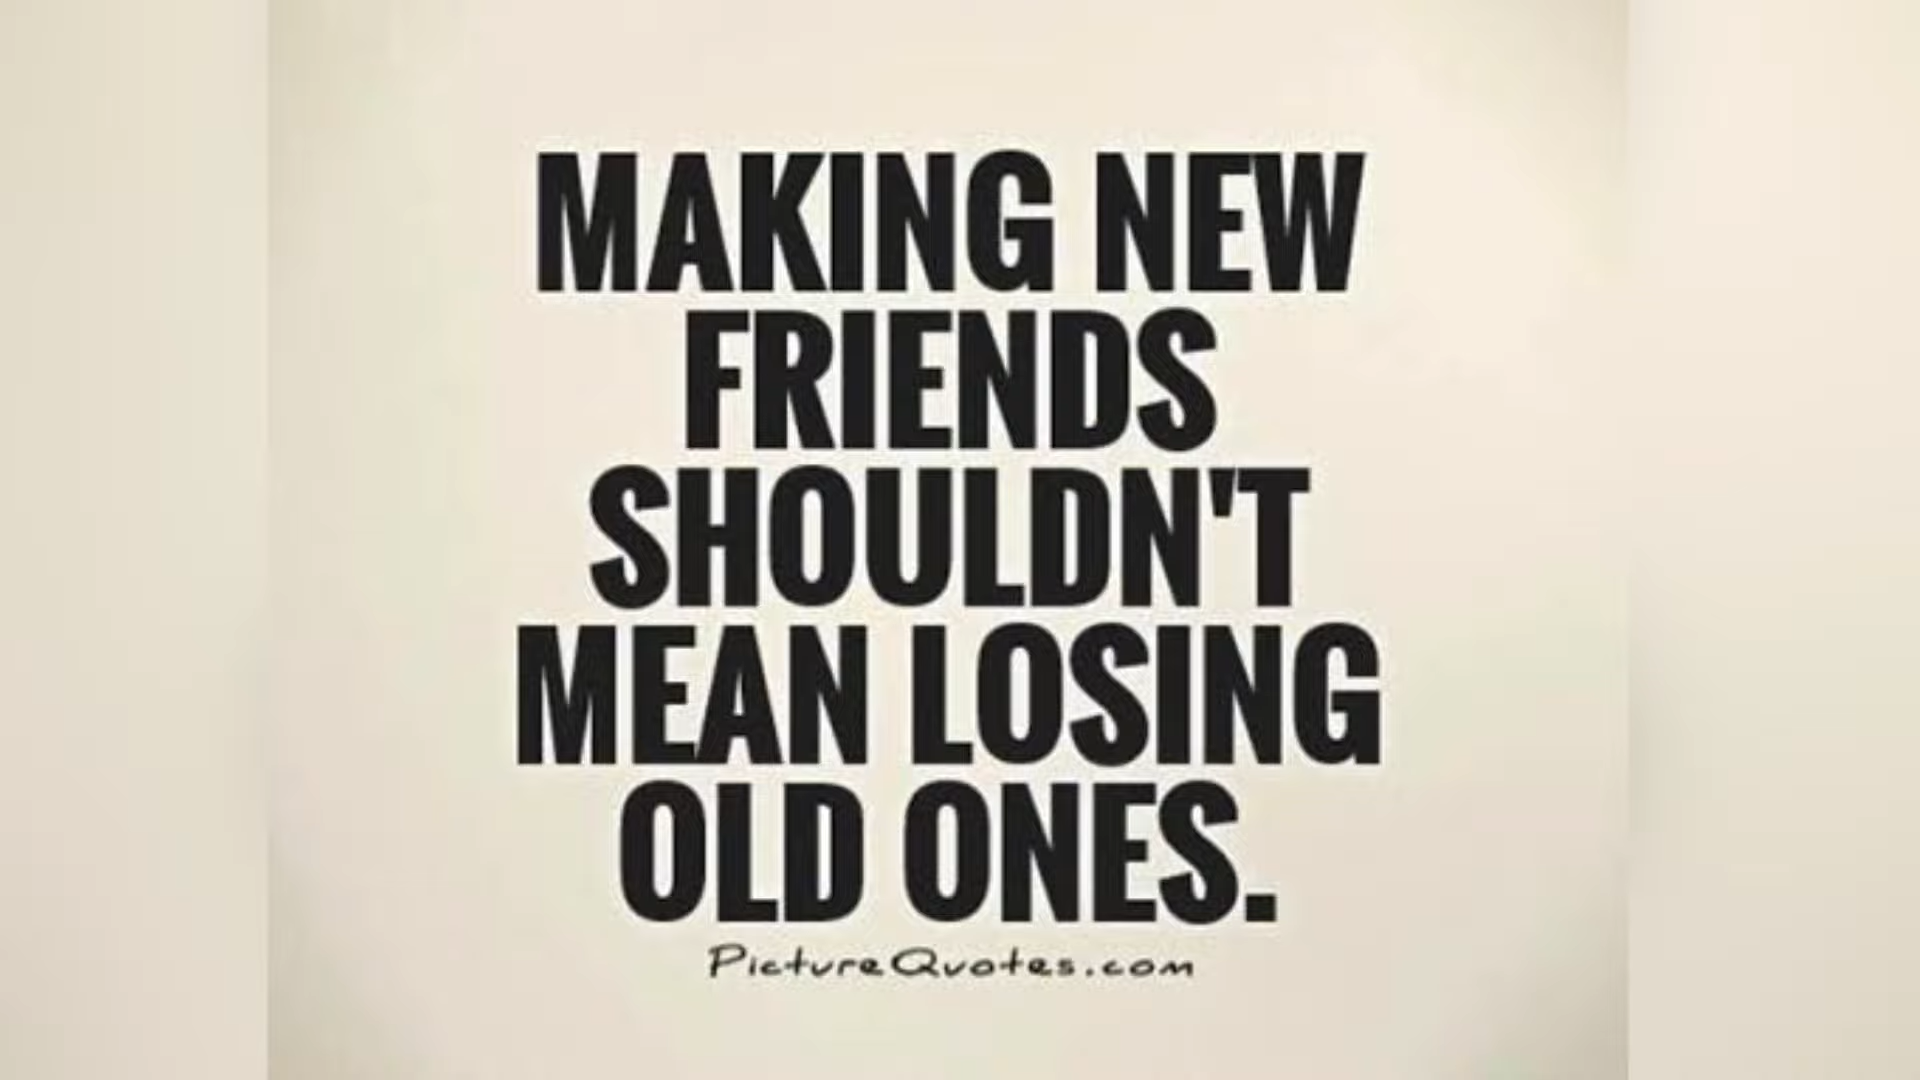 MAKING NEW
FRIENDS
SHOULDN'T
MEAN LOSING
OLD ONES.
PictureQuotes.com